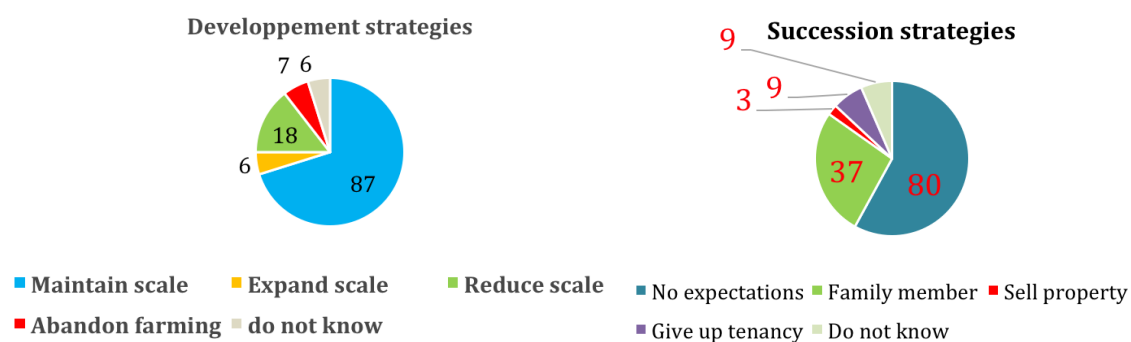 Developpement strategies
7 6
18
6
87
Maintain scale Expand scale Reduce scale
Abandon farming do not know
Succession strategies
9
9
3
37 80
No expectations Family member Sell property
Give up tenancy Do not know